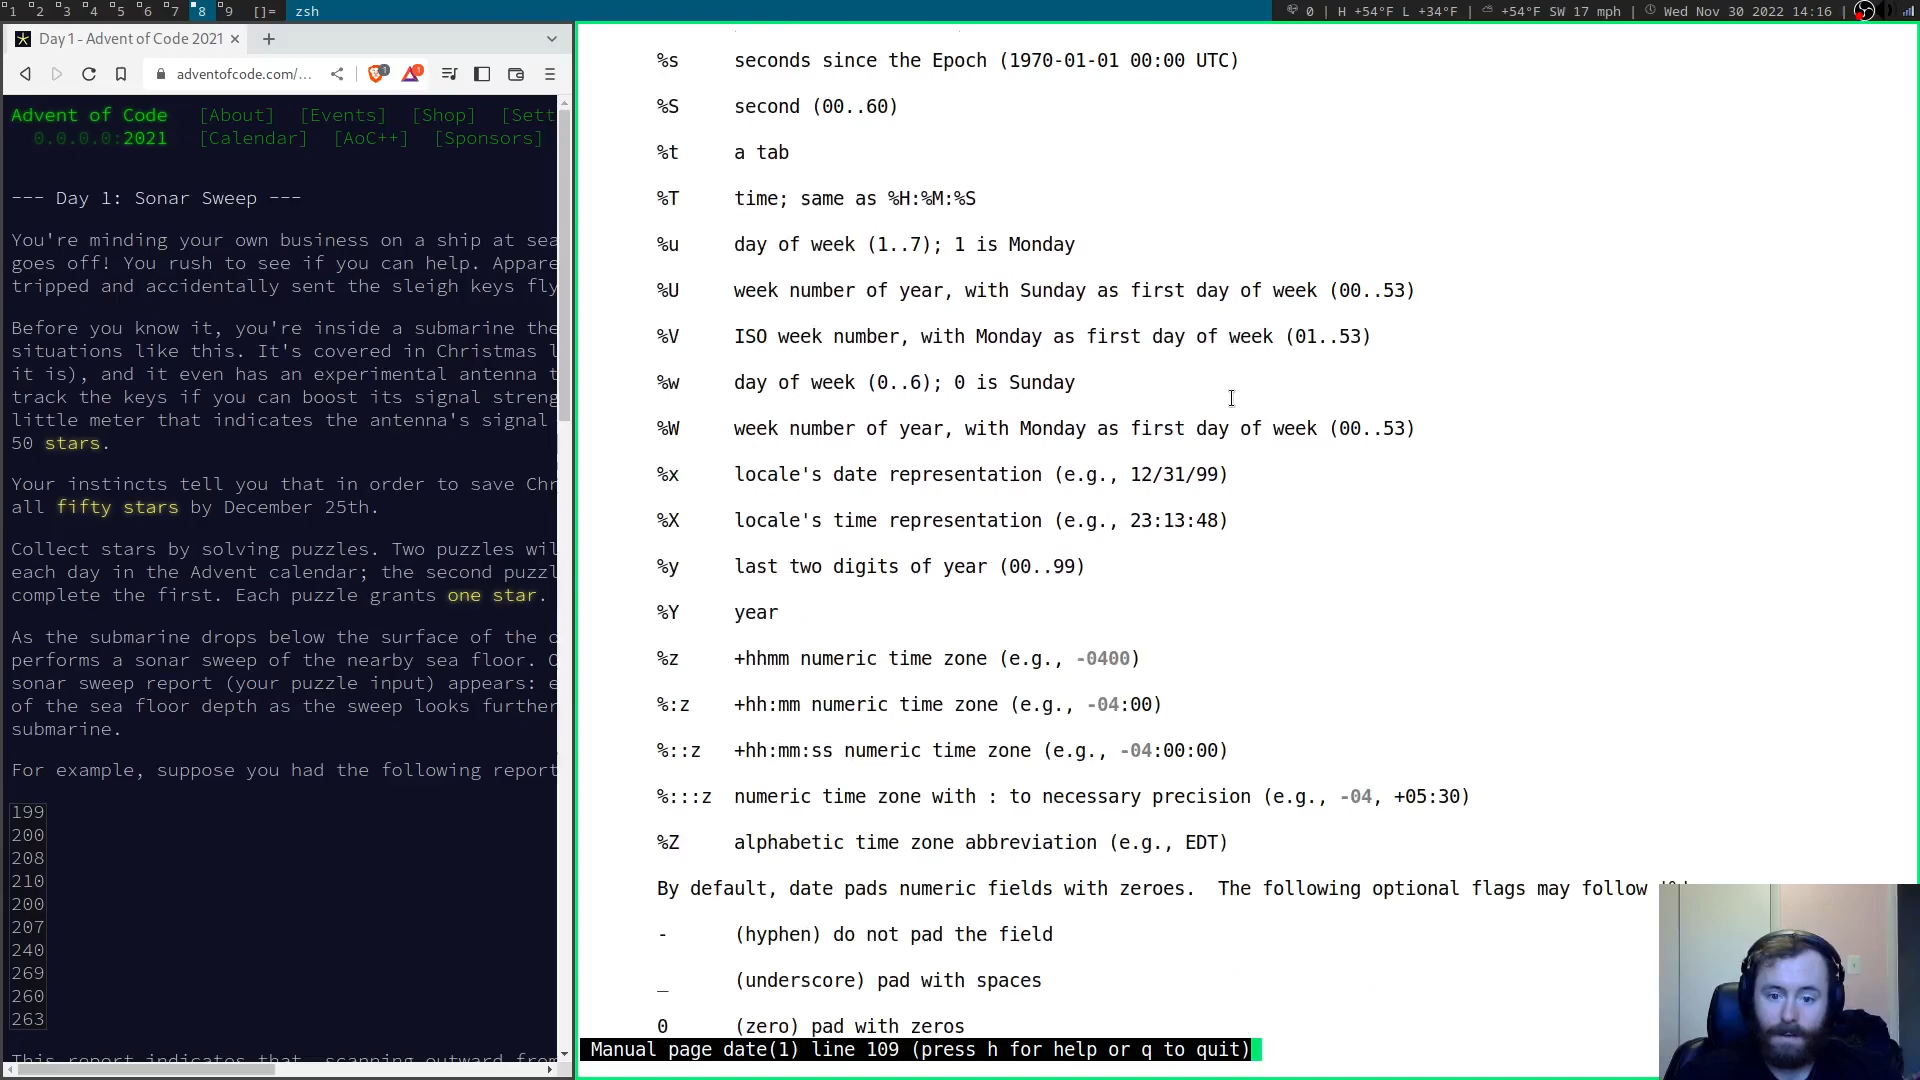 1 2 3 4 5 6 7 8 9 []= zsh
0 | H +54°F L +34°F | +54°F SW 17 mph | Wed Nov 30 2022 14:16 |
Day 1 - Advent of Code 2021
adventofcode.com/...
Advent of Code [About] [Events] [Shop] [Sett
0.0.0.0:2021 [Calendar] [AoC++] [Sponsors]
--- Day 1: Sonar Sweep ---
You're minding your own business on a ship at sea
goes off! You rush to see if you can help. Appare
tripped and accidentally sent the sleigh keys fly
Before you know it, you're inside a submarine the
situations like this. It's covered in Christmas l
it is), and it even has an experimental antenna t
track the keys if you can boost its signal streng
little meter that indicates the antenna's signal
50 stars.
Your instincts tell you that in order to save Chr
all fifty stars by December 25th.
Collect stars by solving puzzles. Two puzzles wil
each day in the Advent calendar; the second puzzl
complete the first. Each puzzle grants one star.
As the submarine drops below the surface of the o
performs a sonar sweep of the nearby sea floor. O
sonar sweep report (your puzzle input) appears: e
of the sea floor depth as the sweep looks further
submarine.
For example, suppose you had the following report
199
200
208
210
200
207
240
269
260
263
This report indicates that, scanning outward from
%s seconds since the Epoch (1970-01-01 00:00 UTC)
%S second (00..60)
%t a tab
%T time; same as %H:%M:%S
%u day of week (1..7); 1 is Monday
%U week number of year, with Sunday as first day of week (00..53)
%V ISO week number, with Monday as first day of week (01..53)
%w day of week (0..6); 0 is Sunday
%W week number of year, with Monday as first day of week (00..53)
%x locale's date representation (e.g., 12/31/99)
%X locale's time representation (e.g., 23:13:48)
%y last two digits of year (00..99)
%Y year
%z +hhmm numeric time zone (e.g., -0400)
%:z +hh:mm numeric time zone (e.g., -04:00)
%::z +hh:mm:ss numeric time zone (e.g., -04:00:00)
%:::z numeric time zone with : to necessary precision (e.g., -04, +05:30)
%Z alphabetic time zone abbreviation (e.g., EDT)
By default, date pads numeric fields with zeroes. The following optional flags may follow
- (hyphen) do not pad the field
_ (underscore) pad with spaces
0 (zero) pad with zeros
Manual page date(1) line 109 (press h for help or q to quit)